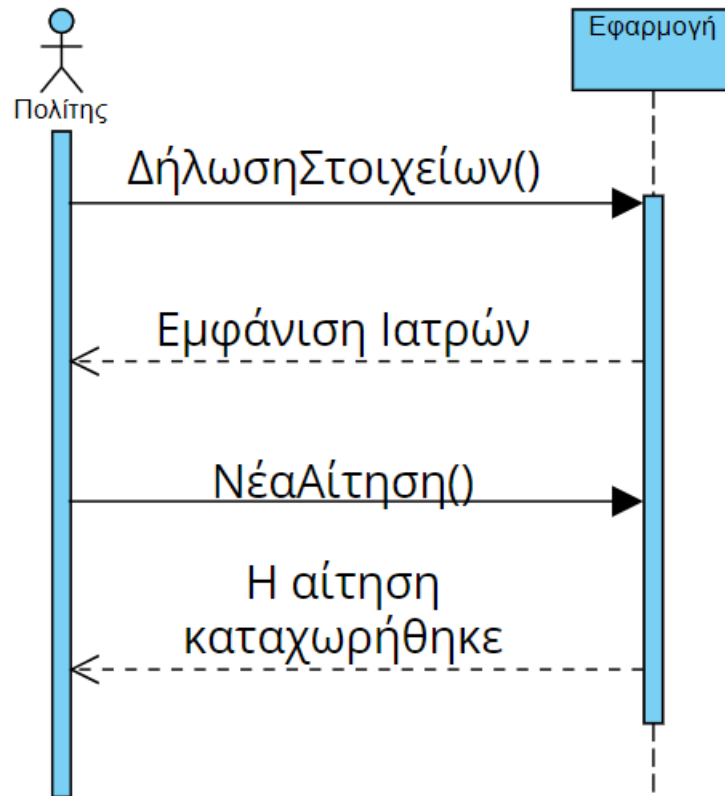 Εφαρμογή
Πολίτης
ΔήλωσηΣτοιχείων()
Εμφάνιση Ιατρών
ΝέαΑίτηση()
Η αίτηση
καταχωρήθηκε